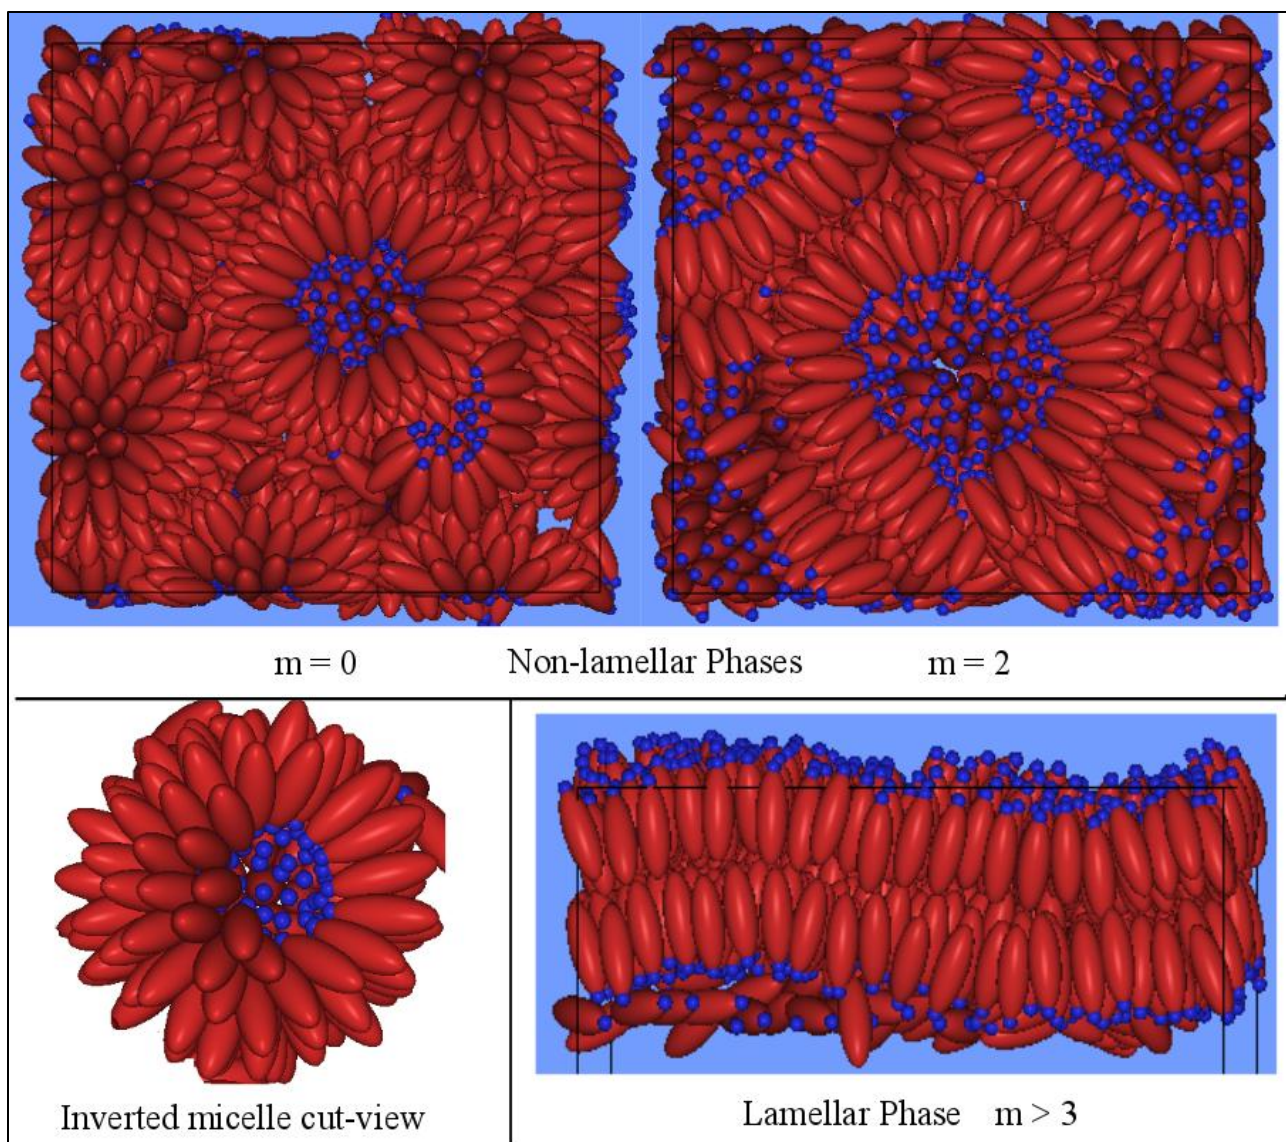 m = 0 Non-lamellar Phases m = 2
Inverted micelle cut-view
Lamellar Phase m > 3